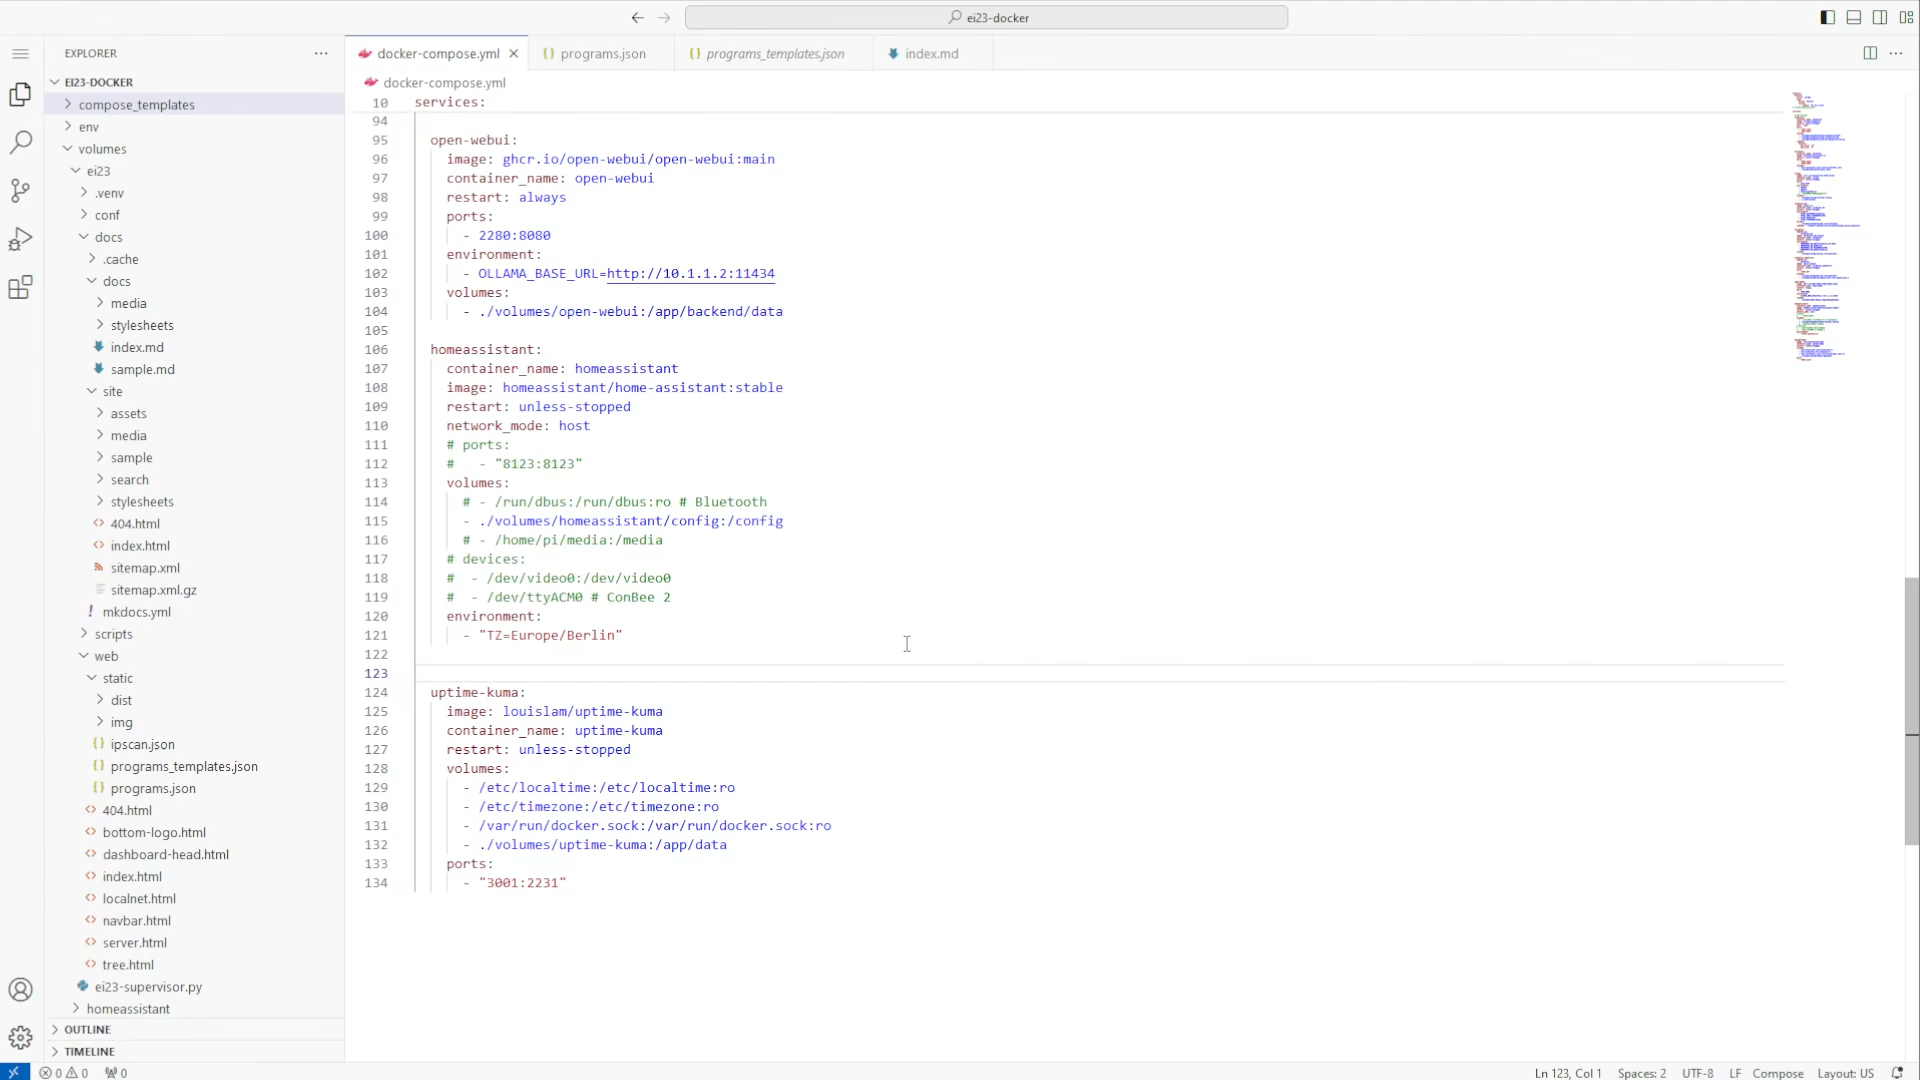 ei23-docker
EXPLORER
docker-compose.yml
programs.json
programs_templates.json
index.md
EI23-DOCKER
compose_templates
env
volumes
ei23
.venv
conf
docs
.cache
docs
media
stylesheets
index.md
sample.md
site
assets
media
sample
search
stylesheets
404.html
index.html
sitemap.xml
sitemap.xml.gz
mkdocs.yml
scripts
web
static
dist
img
ipscan.json
programs_templates.json
programs.json
404.html
bottom-logo.html
dashboard-head.html
index.html
localnet.html
navbar.html
server.html
tree.html
ei23-supervisor.py
homeassistant
OUTLINE
TIMELINE
docker-compose.yml
10 services:
94
95 open-webui:
96 image: ghcr.io/open-webui/open-webui:main
97 container_name: open-webui
98 restart: always
99 ports:
100 - 2280:8080
101 environment:
102 - OLLAMA_BASE_URL=http://10.1.1.2:11434
103 volumes:
104 - ./volumes/open-webui:/app/backend/data
105
106 homeassistant:
107 container_name: homeassistant
108 image: homeassistant/home-assistant:stable
109 restart: unless-stopped
110 network_mode: host
111 # ports:
112 #   - "8123:8123"
113 volumes:
114 # - /run/dbus:/run/dbus:ro # Bluetooth
115 - ./volumes/homeassistant/config:/config
116 # - /home/pi/media:/media
117 # devices:
118 #  - /dev/video0:/dev/video0
119 #  - /dev/ttyACM0 # ConBee 2
120 environment:
121 - "TZ=Europe/Berlin"
122
123
124 uptime-kuma:
125 image: louislam/uptime-kuma
126 container_name: uptime-kuma
127 restart: unless-stopped
128 volumes:
129 - /etc/localtime:/etc/localtime:ro
130 - /etc/timezone:/etc/timezone:ro
131 - /var/run/docker.sock:/var/run/docker.sock:ro
132 - ./volumes/uptime-kuma:/app/data
133 ports:
134 - "3001:2231"
0 0 0
Ln 123, Col 1 Spaces: 2 UTF-8 LF Compose Layout: US